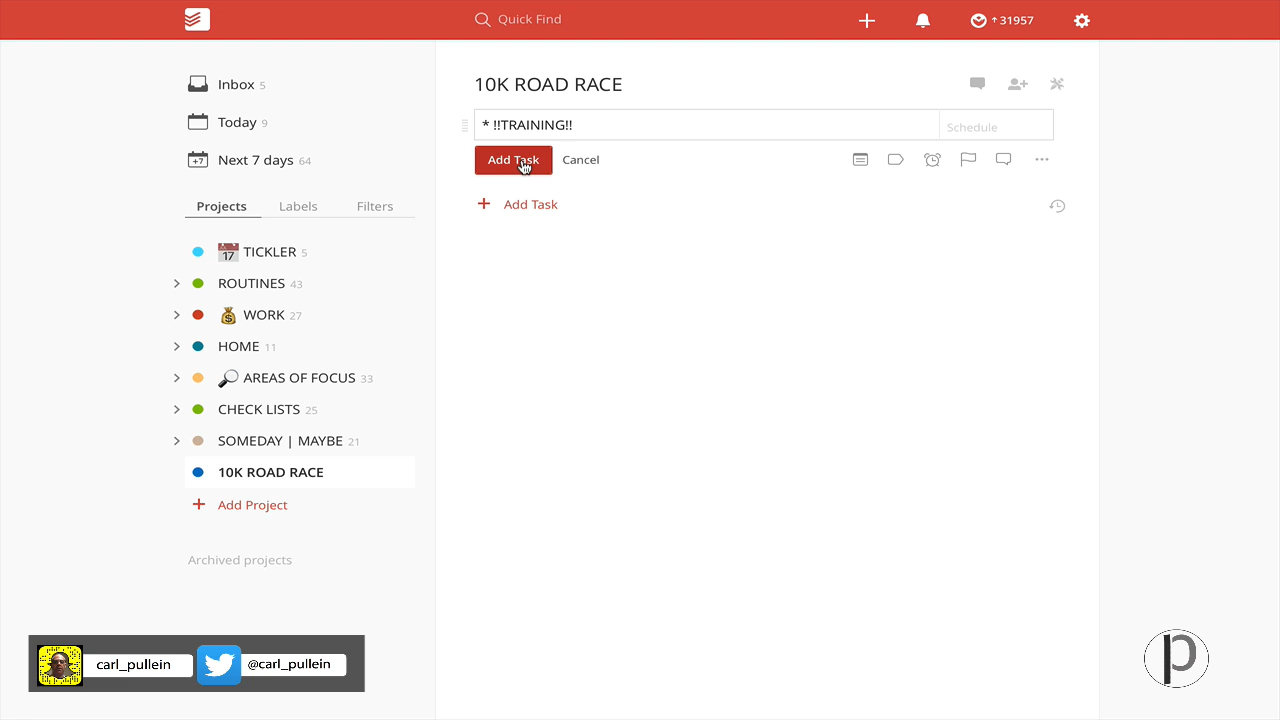 Quick Find
31957
Inbox 5
Today 9
+7 Next 7 days 64
Projects Labels Filters
17 TICKLER 5
ROUTINES 43
WORK 27
HOME 11
AREAS OF FOCUS 33
CHECK LISTS 25
SOMEDAY | MAYBE 21
10K ROAD RACE
+ Add Project
Archived projects
10K ROAD RACE
* !!TRAINING!! Schedule
Add Task Cancel
+ Add Task
carl_pullein @carl_pullein
p